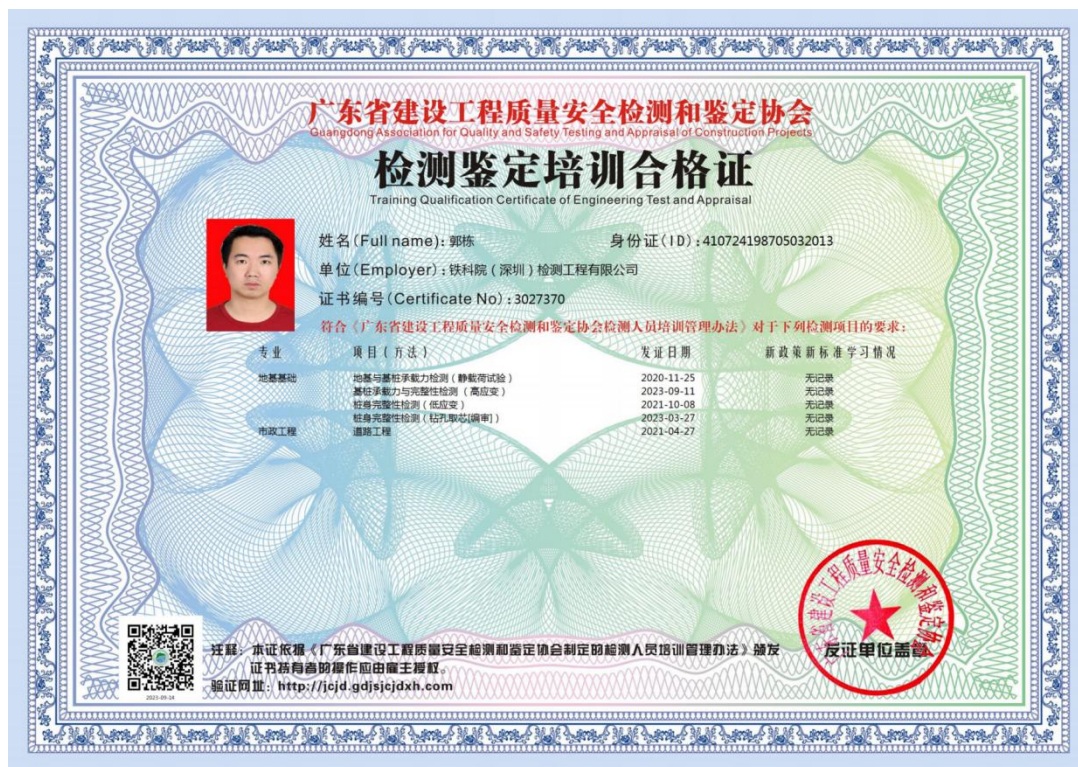 广东省建设工程质量安全检测和鉴定协会
Guangdong Association for Quality and Safety Testing and Appraisal of Construction Projects
检测鉴定培训合格证
Training Qualification Certificate of Engineering Test and Appraisal
姓名(Full name): 郭栋 身份证(ID): 410724198705032013
单位(Employer): 铁科院（深圳）检测工程有限公司
证书编号(Certificate No): 3027370
符合《广东省建设工程质量安全检测和鉴定协会检测人员培训管理办法》对于下列检测项目的要求:
专业 项目(方法) 发证日期 新政策新标准学习情况
地基基础 地基与基桩承载力检测（静载荷试验） 2020-11-25 无记录
基桩承载力与完整性检测（高应变） 2023-09-11 无记录
桩身完整性检测（低应变） 2021-10-08 无记录
桩身完整性检测（钻孔取芯[编审]） 2023-03-27 无记录
市政工程 道路工程 2021-04-27 无记录
广东省建设工程质量安全检测和鉴定协会
发证单位盖章
注释: 本证依据《广东省建设工程质量安全检测和鉴定协会制定的检测人员培训管理办法》颁发
证书持有者的操作应由雇主授权。
验证网址: http://jcjd.gdjsjcjdxh.com
2023-09-14